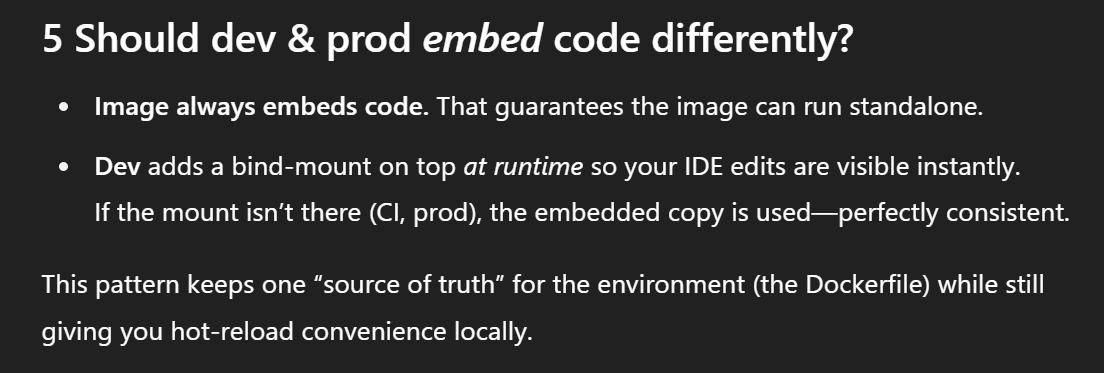 5 Should dev & prod embed code differently?
• Image always embeds code. That guarantees the image can run standalone.
• Dev adds a bind-mount on top at runtime so your IDE edits are visible instantly.
If the mount isn’t there (CI, prod), the embedded copy is used—perfectly consistent.
This pattern keeps one “source of truth” for the environment (the Dockerfile) while still
giving you hot-reload convenience locally.